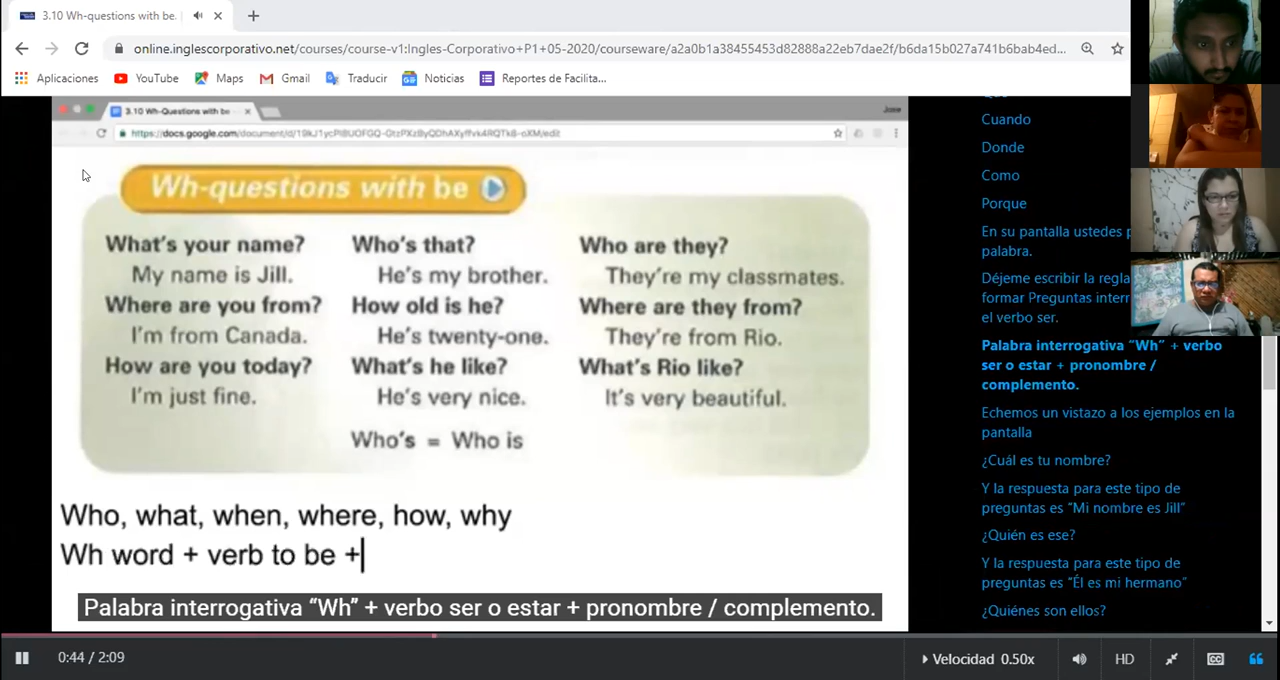 3.10 Wh-questions with be.
online.inglescorporativo.net/courses/course-v1:Ingles-Corporativo+P1+05-2020/courseware/a2a0b1a38455453d82888a22eb7dae2f/b6da15b027a741b6bab4ed...
Aplicaciones YouTube Maps Gmail Traducir Noticias Reportes de Facilita...
3.10 Wh-Questions with be
Wh-questions with be
What's your name? Who's that? Who are they?
My name is Jill. He's my brother. They're my classmates.
Where are you from? How old is he? Where are they from?
I'm from Canada. He's twenty-one. They're from Rio.
How are you today? What's he like? What's Rio like?
I'm just fine. He's very nice. It's very beautiful.
Who's = Who is
Who, what, when, where, how, why
Wh word + verb to be +
Palabra interrogativa “Wh” + verbo ser o estar + pronombre / complemento.
Cuando
Donde
Como
Porque
En su pantalla ustedes
palabra.
Déjeme escribir la regla
formar Preguntas
el verbo ser.
Palabra interrogativa “Wh” + verbo
ser o estar + pronombre /
complemento.
Echemos un vistazo a los ejemplos en la
pantalla
¿Cuál es tu nombre?
Y la respuesta para este tipo de
preguntas es “Mi nombre es Jill”
¿Quién es ese?
Y la respuesta para este tipo de
preguntas es “Él es mi hermano”
¿Quiénes son ellos?
0:44 / 2:09
Velocidad 0.50x
HD
CC